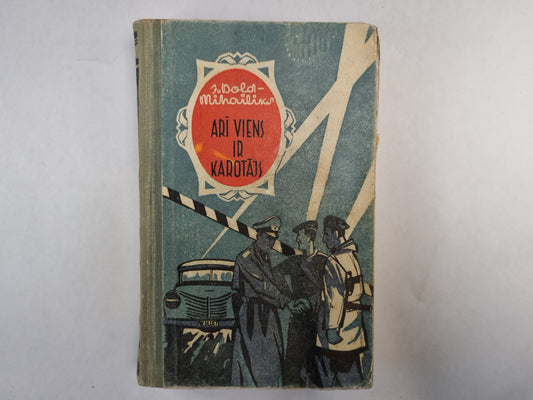 J. Dold-
Mihailiks
ARĪ VIENS
IR
KAROTĀJS